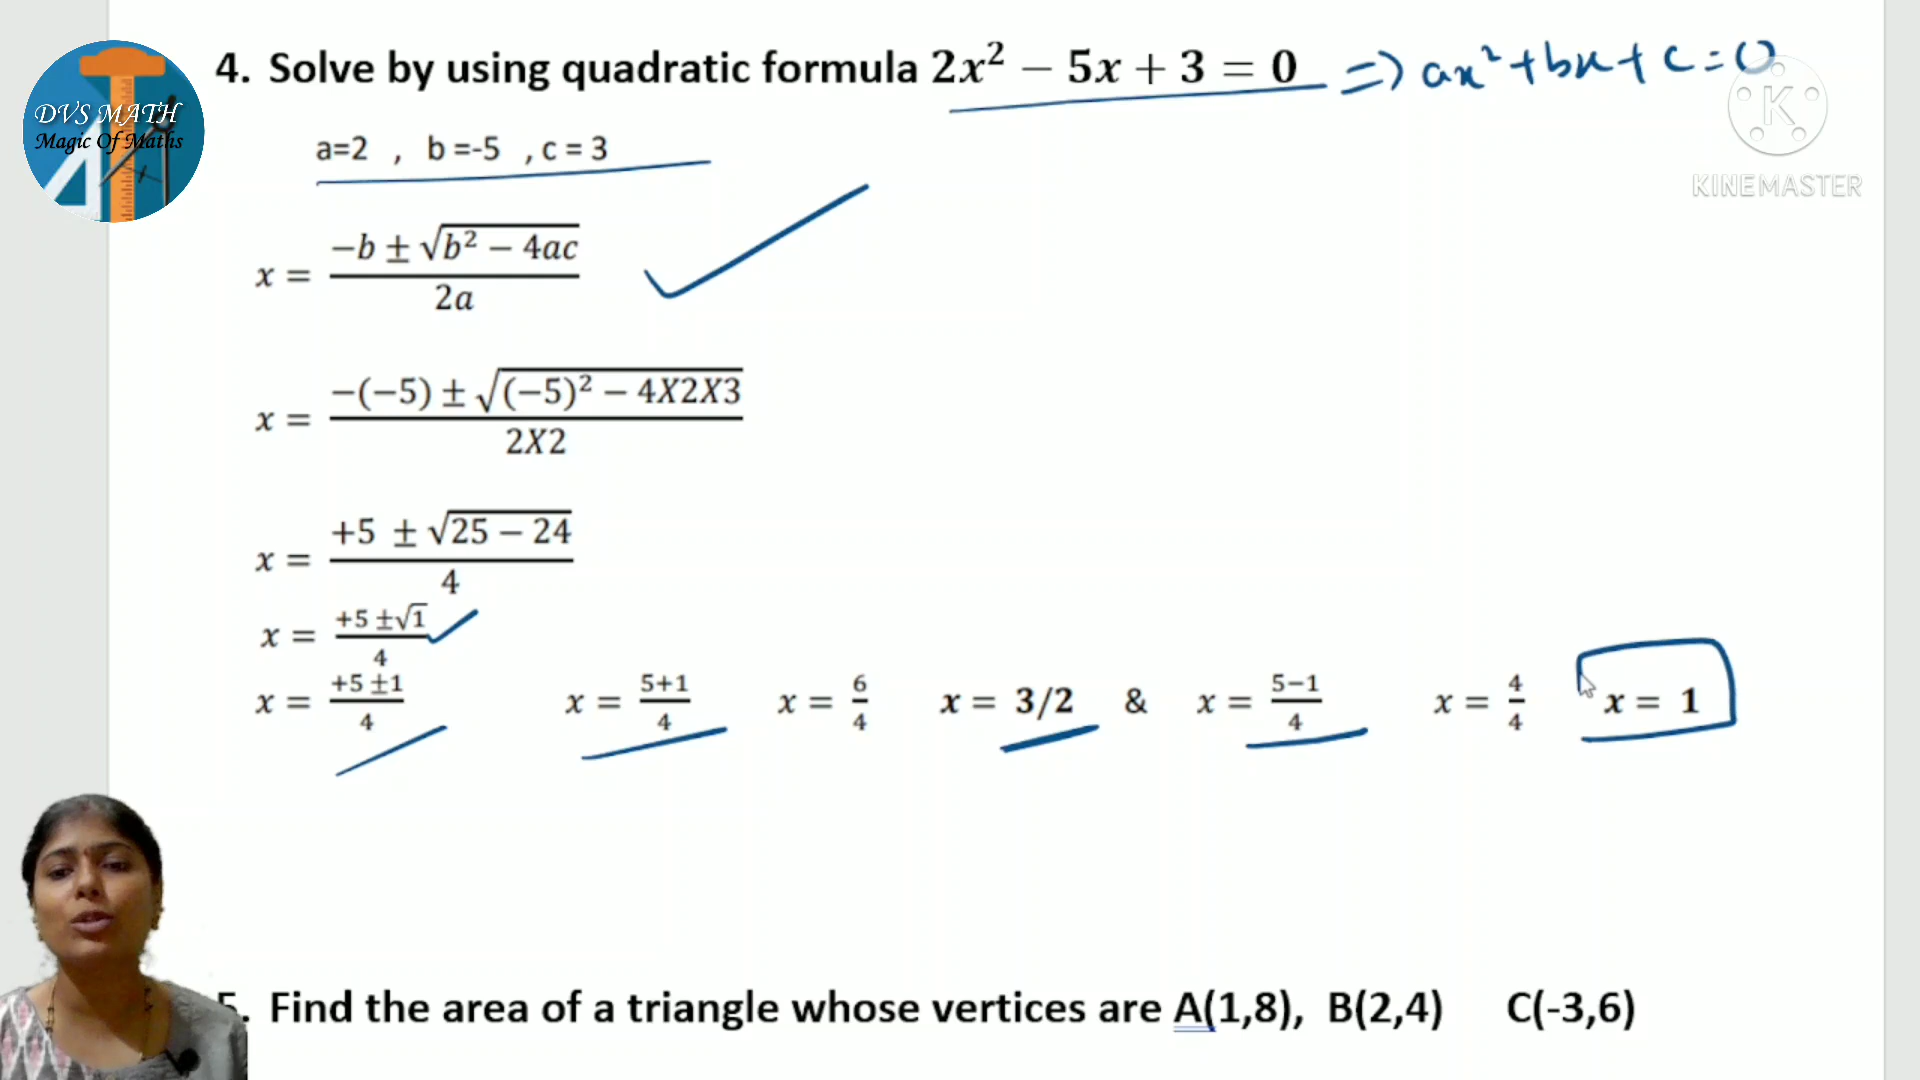 4. Solve by using quadratic formula 2x² − 5x + 3 = 0 => ax² + bx + c = 0
DVS MATH
Magic Of Maths
KINEMASTER
a=2 , b =-5 , c = 3
x = (−b ± √(b² − 4ac)) / 2a
x = (−(−5) ± √((−5)² − 4X2X3)) / 2X2
x = (+5 ± √(25 − 24)) / 4
x = (+5 ±√1) / 4
x = (+5 ±1) / 4 x = (5+1) / 4 x = 6/4 x = 3/2 & x = (5−1) / 4 x = 4/4 x = 1
5. Find the area of a triangle whose vertices are A(1,8), B(2,4) C(-3,6)